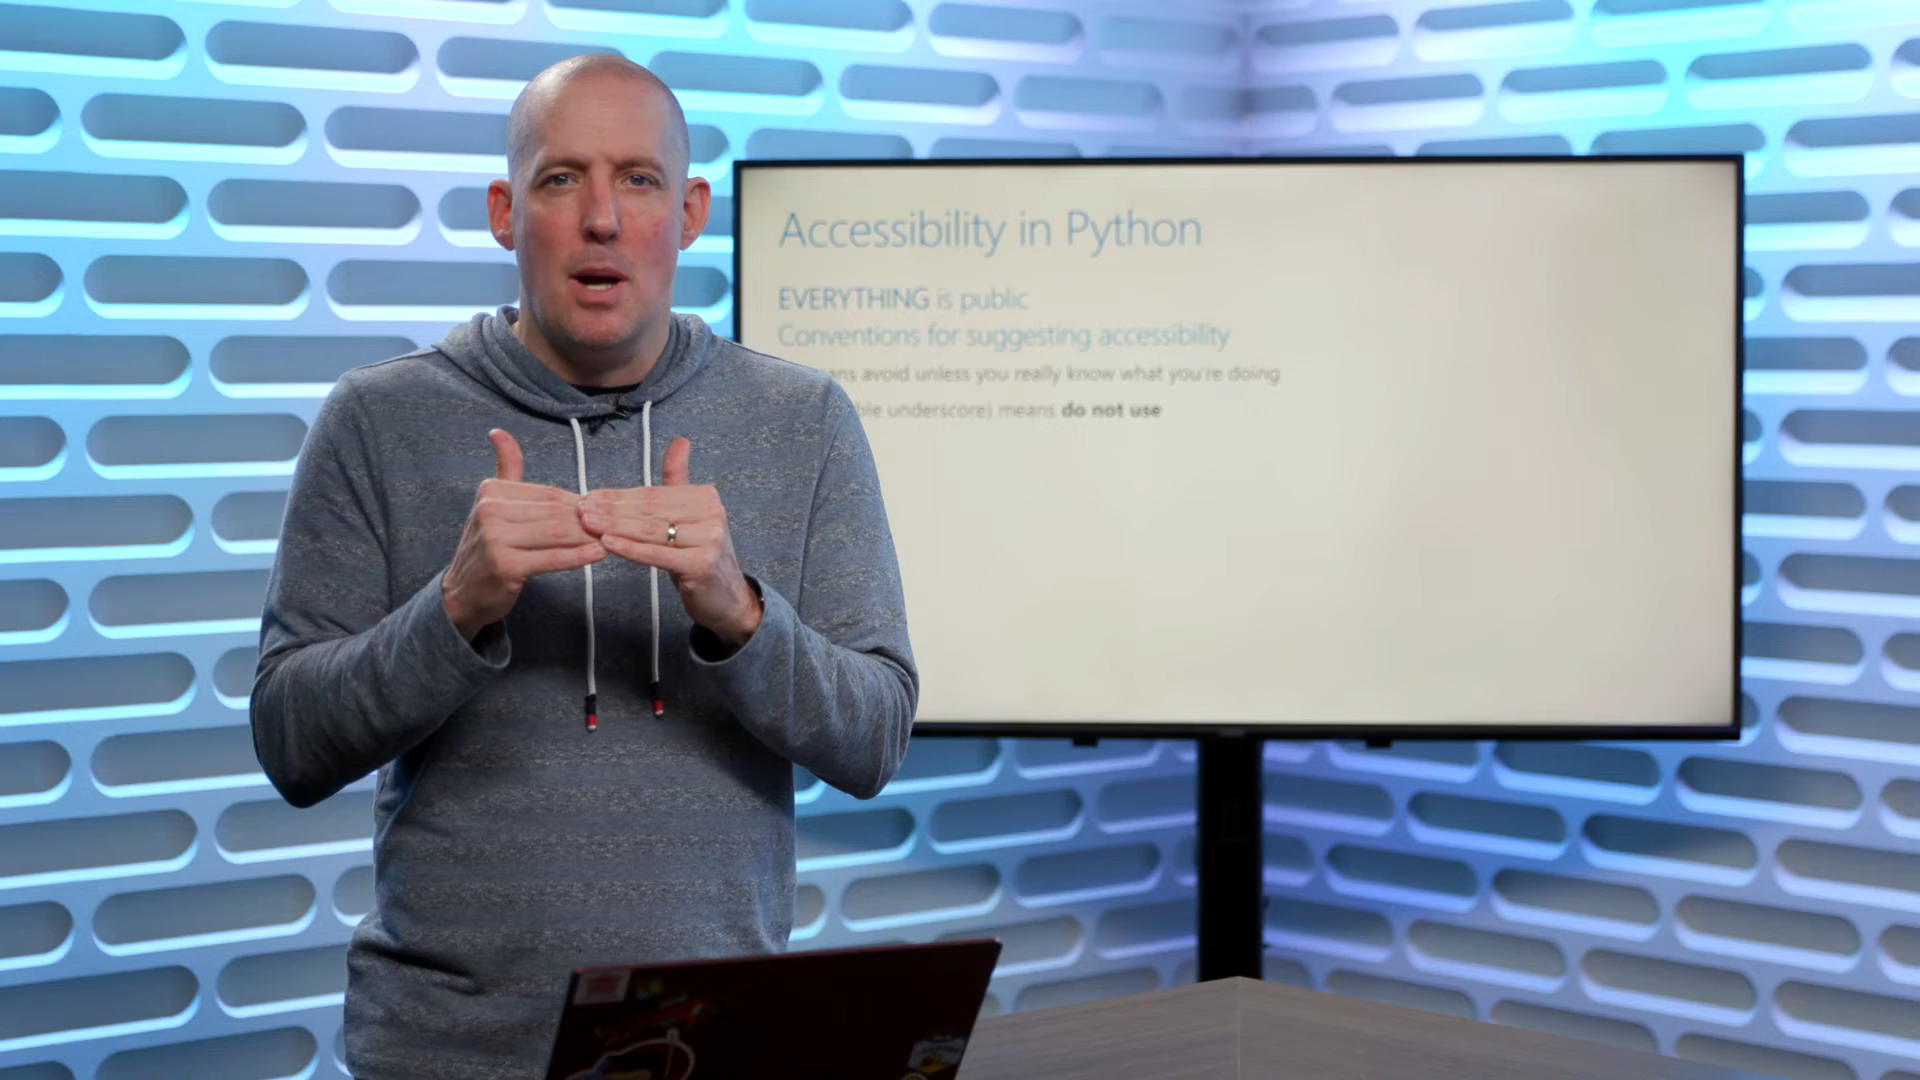 Accessibility in Python
EVERYTHING is public
Conventions for suggesting accessibility
avoid unless you really know what you're doing
underscore) means do not use